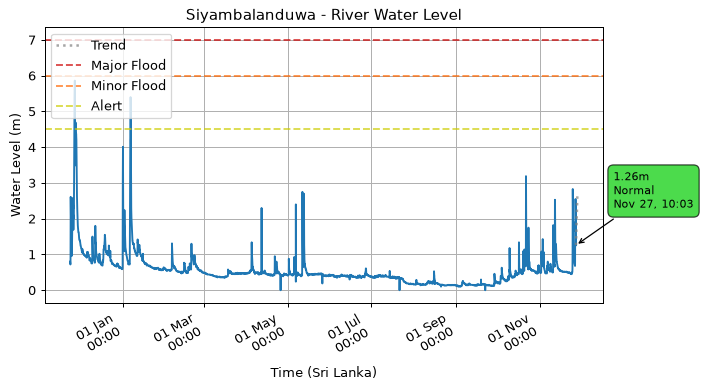 Siyambalanduwa - River Water Level
Trend
Major Flood
Minor Flood
Alert
Water Level (m)
7
6
5
4
3
2
1
0
1.26m
Normal
Nov 27, 10:03
01 Jan
00:00
01 Mar
00:00
01 May
00:00
01 Jul
00:00
01 Sep
00:00
01 Nov
00:00
Time (Sri Lanka)